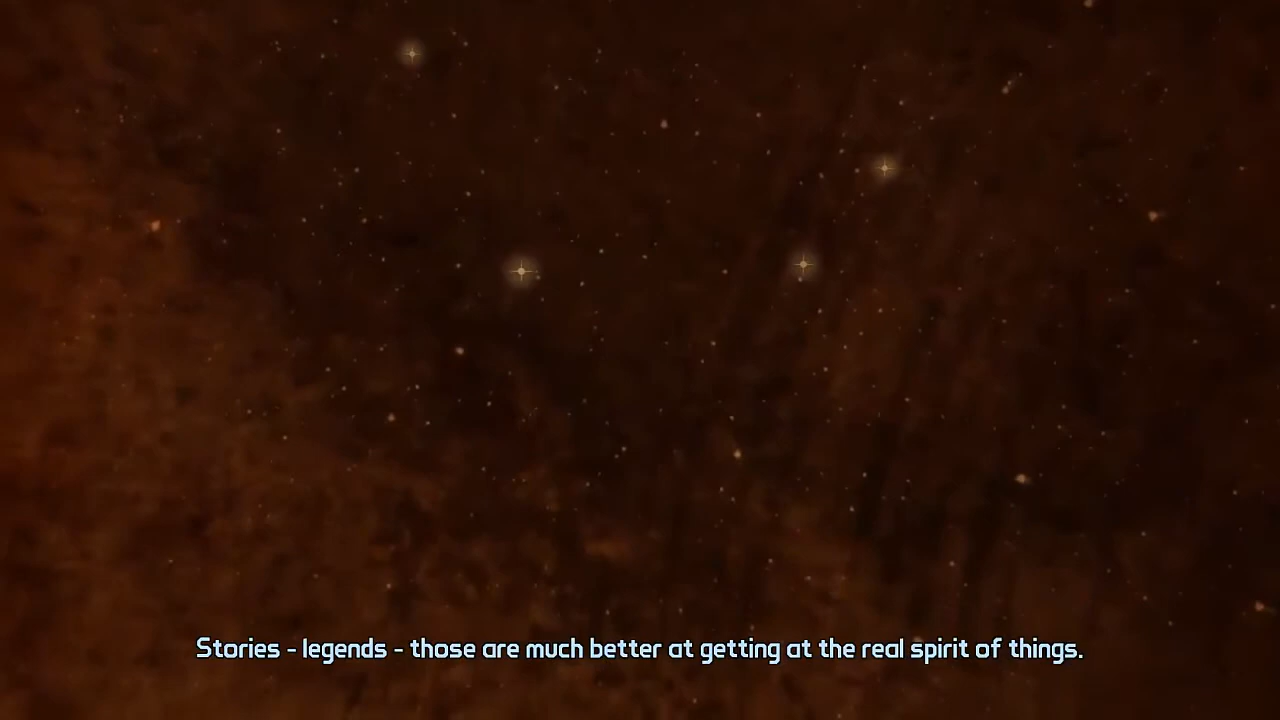 Stories - legends - those are much better at getting at the real spirit of things.